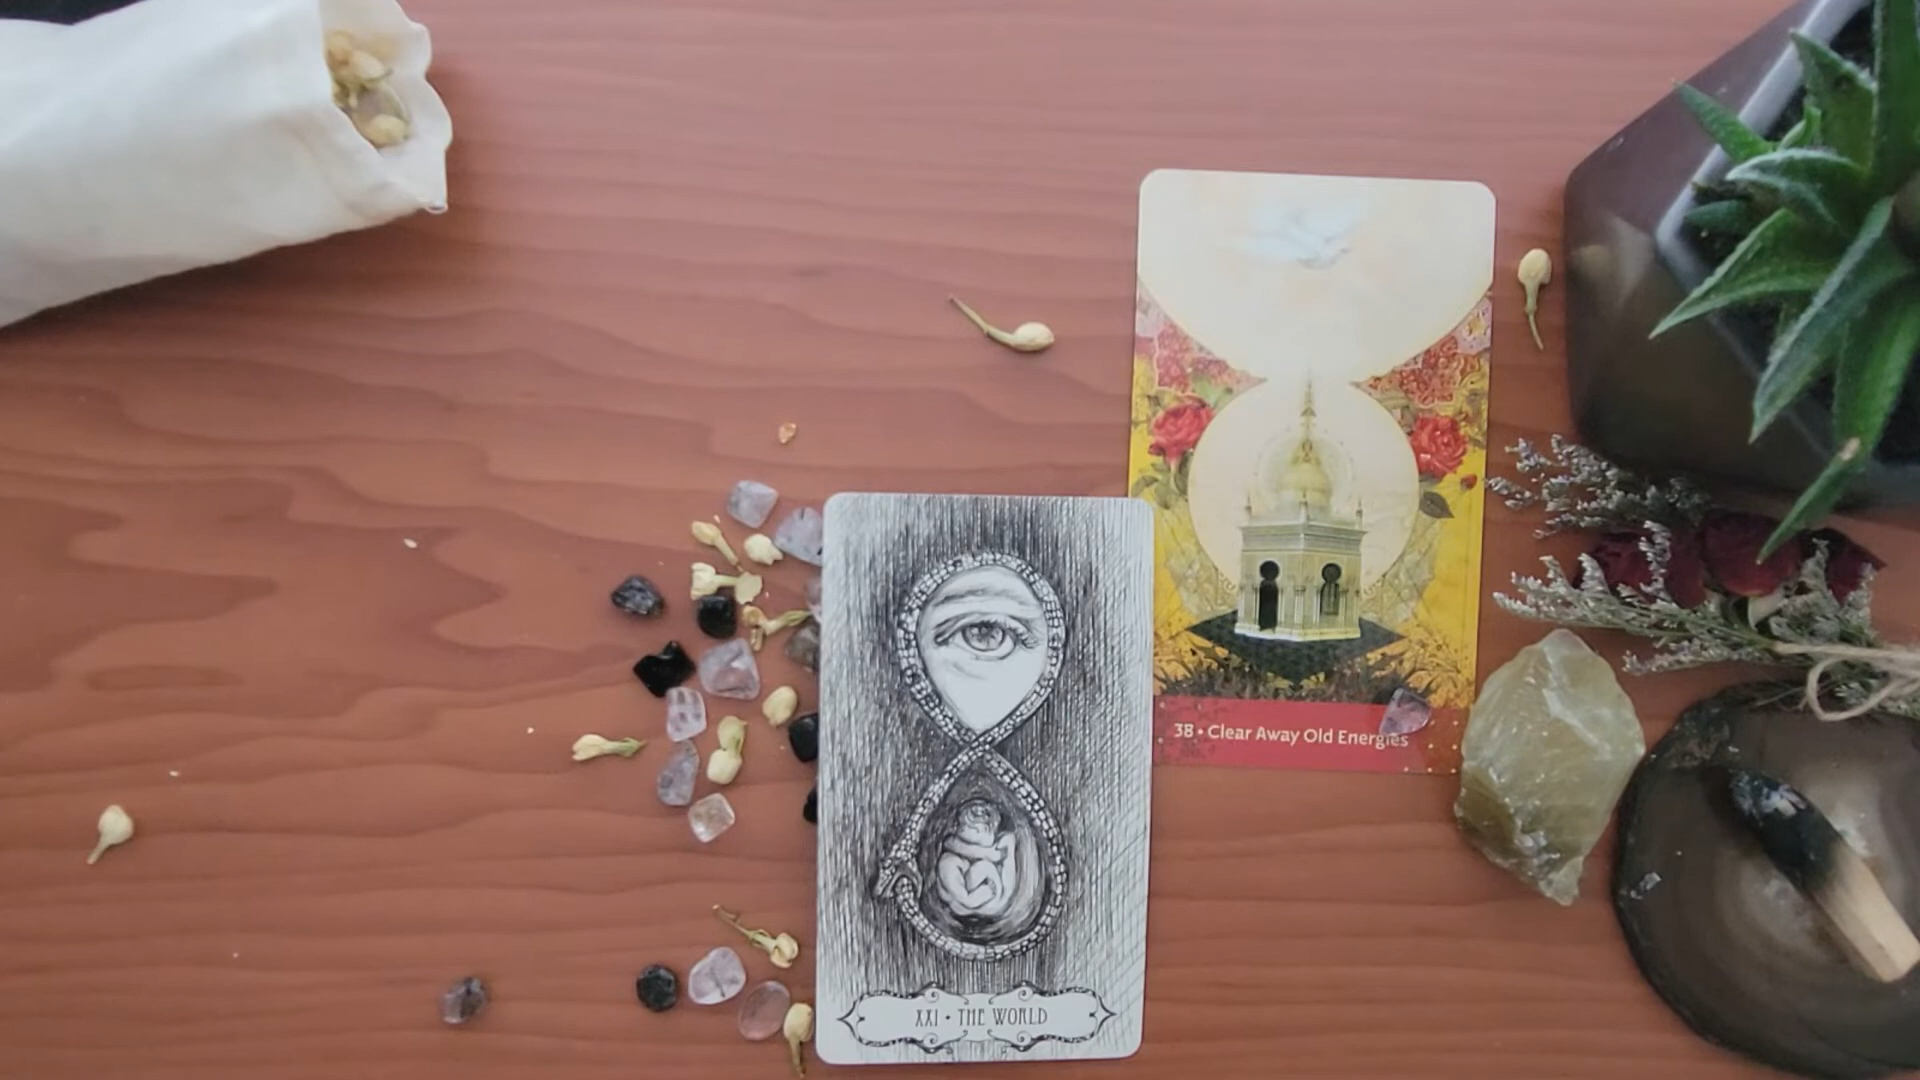 38 • Clear Away Old Energies
XXI • THE WORLD